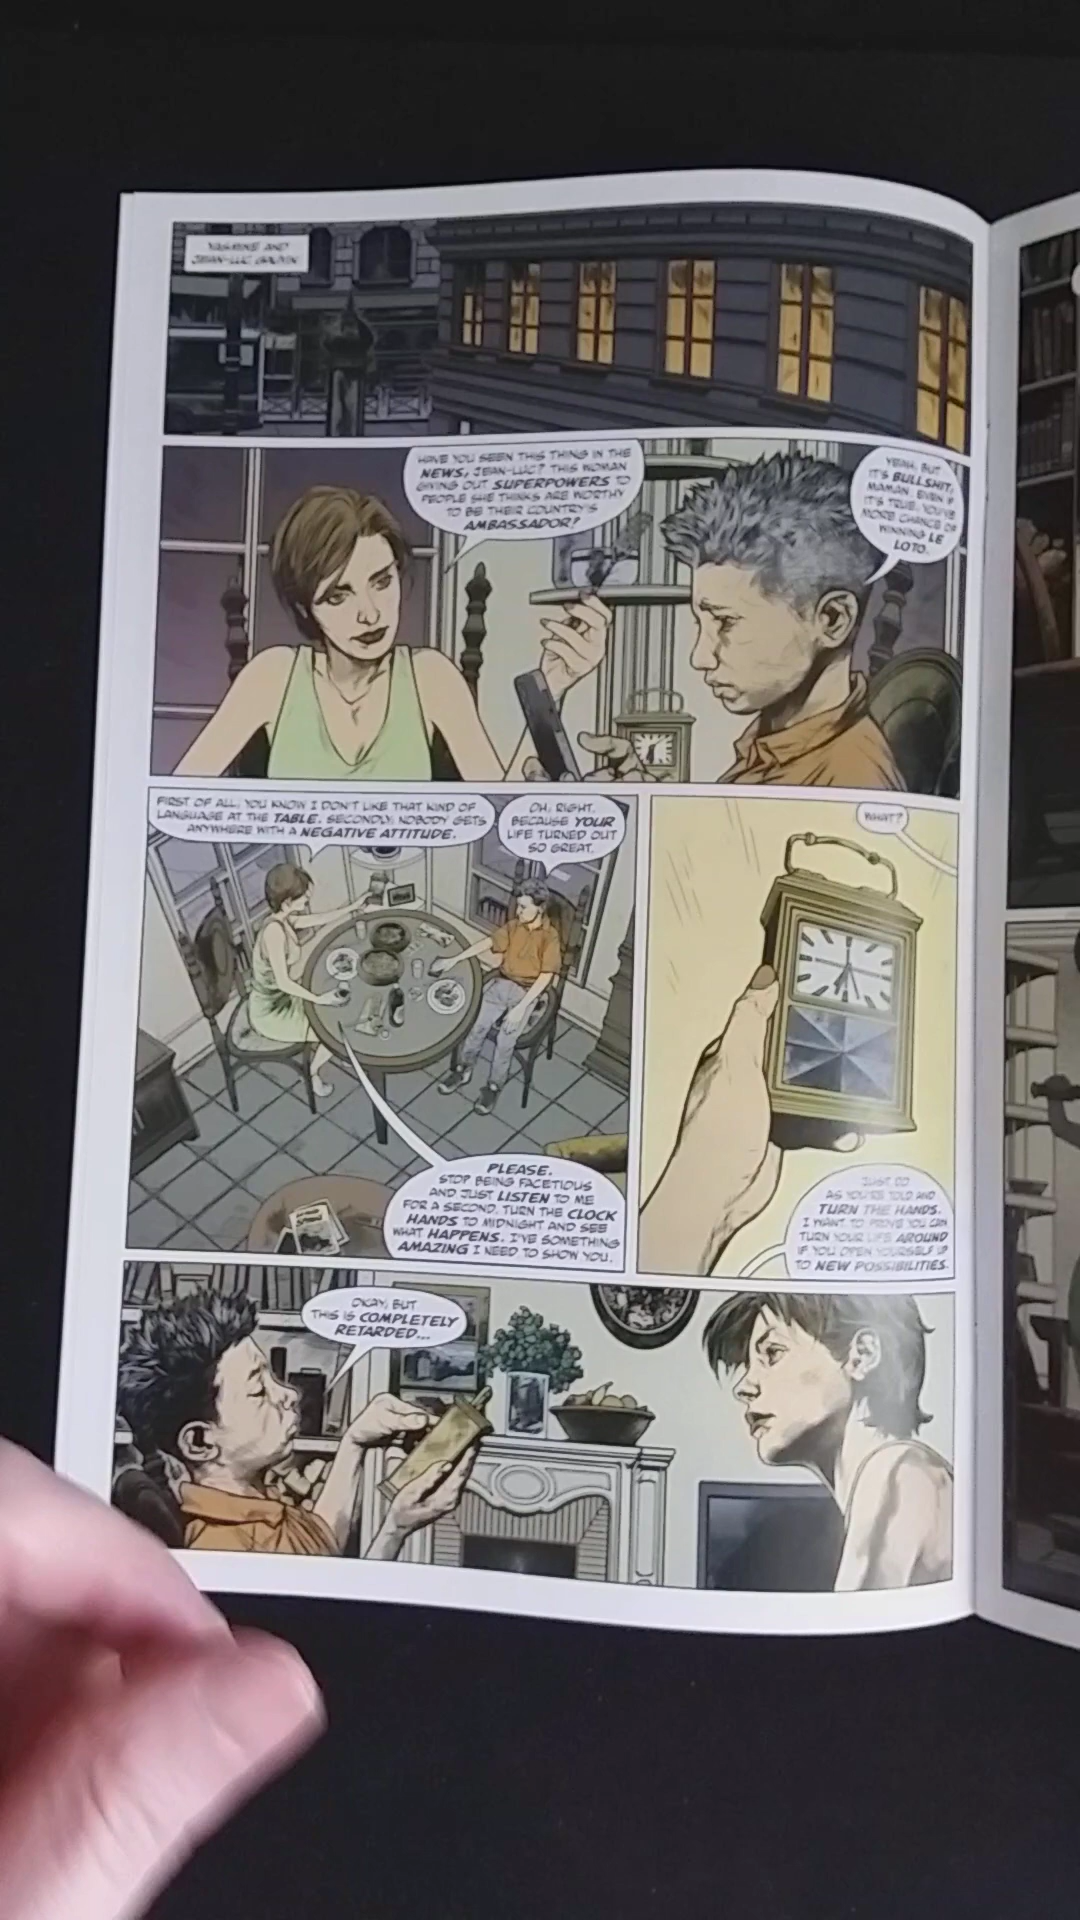 YASMINE AND
JEAN-LUC GAUVIN
HAVE YOU SEEN THIS THING IN THE
NEWS, JEAN-LUC? THIS WOMAN
GIVING OUT SUPERPOWERS TO
PEOPLE SHE THINKS ARE WORTHY
TO BE THEIR COUNTRY'S
AMBASSADOR?
YEAH, BUT
IT'S BULLSHIT,
MAMAN. EVEN IF
IT'S TRUE, YOU'VE
MORE CHANCE OF
WINNING LE
LOTO.
FIRST OF ALL, YOU KNOW I DON'T LIKE THAT KIND OF
LANGUAGE AT THE TABLE. SECONDLY, NOBODY GETS
ANYWHERE WITH A NEGATIVE ATTITUDE.
OH, RIGHT.
BECAUSE YOUR
LIFE TURNED OUT
SO GREAT.
PLEASE.
STOP BEING FACETIOUS
AND JUST LISTEN TO ME
FOR A SECOND. TURN THE CLOCK
HANDS TO MIDNIGHT AND SEE
WHAT HAPPENS. I'VE SOMETHING
AMAZING I NEED TO SHOW YOU.
WHAT?
JUST DO
AS YOU'RE TOLD AND
TURN THE HANDS.
I WANT TO PROVE YOU CAN
TURN YOUR LIFE AROUND
IF YOU OPEN YOURSELF UP
TO NEW POSSIBILITIES.
OKAY, BUT
THIS IS COMPLETELY
RETARDED...